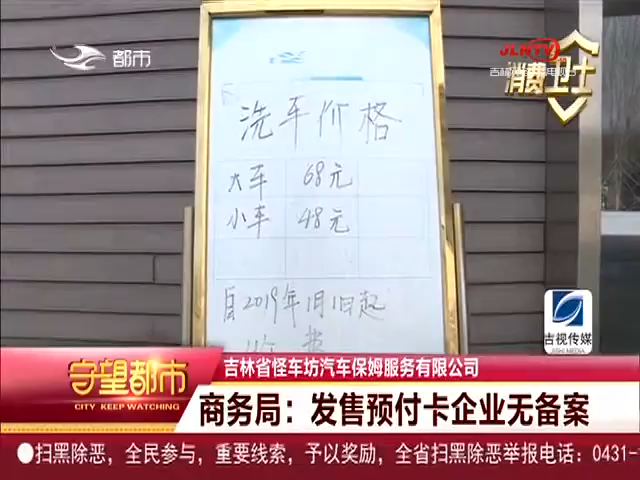 都市
JLNTV
消费卫士
洗车价格
大车 68元
小车 48元
自2019年1月1日起
吉视传媒
JISHI MEDIA
守望都市
CITY KEEP WATCHING
吉林省怪车坊汽车保姆服务有限公司
商务局：发售预付卡企业无备案
●扫黑除恶，全民参与，重要线索，予以奖励，全省扫黑除恶举报电话：0431-